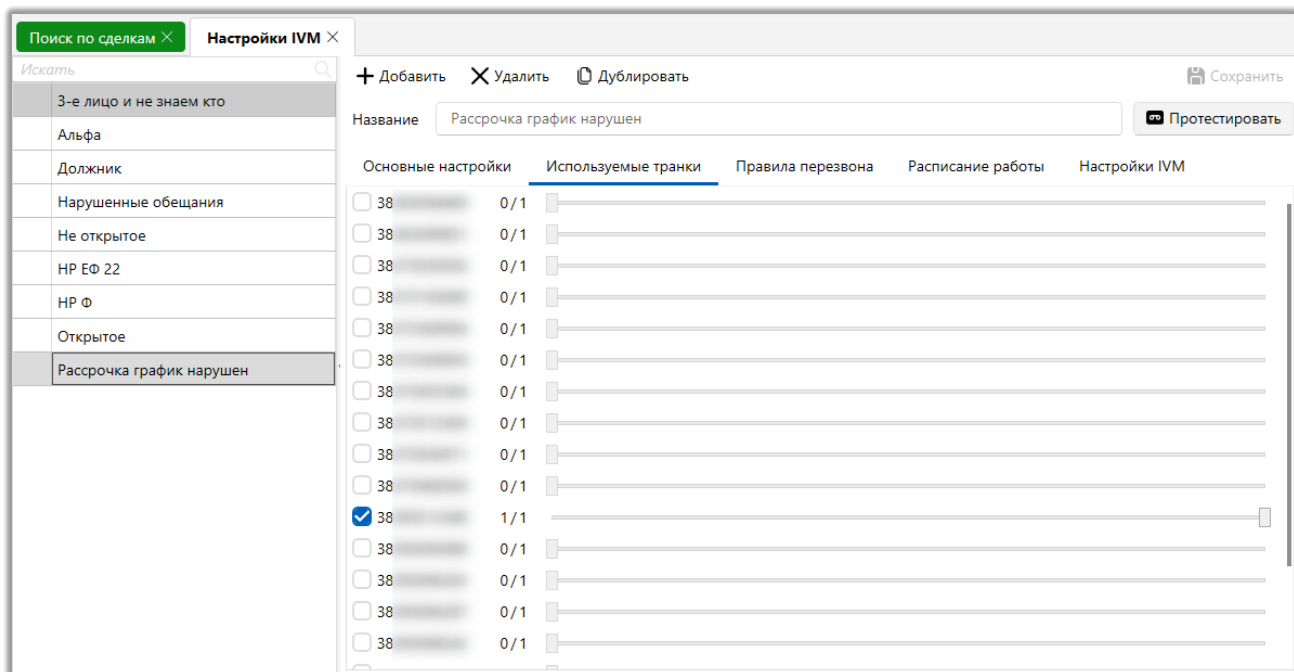 Поиск по сделкам
Настройки IVM
Искать
3-е лицо и не знаем кто
Альфа
Должник
Нарушенные обещания
Не открытое
НР ЕФ 22
НР Ф
Открытое
Рассрочка график нарушен
Добавить Удалить Дублировать Сохранить
Название Рассрочка график нарушен Протестировать
Основные настройки Используемые транки Правила перезвона Расписание работы Настройки IVM
38 0/1
38 0/1
38 0/1
38 0/1
38 0/1
38 0/1
38 0/1
38 0/1
38 0/1
38 0/1
38 1/1
38 0/1
38 0/1
38 0/1
38 0/1